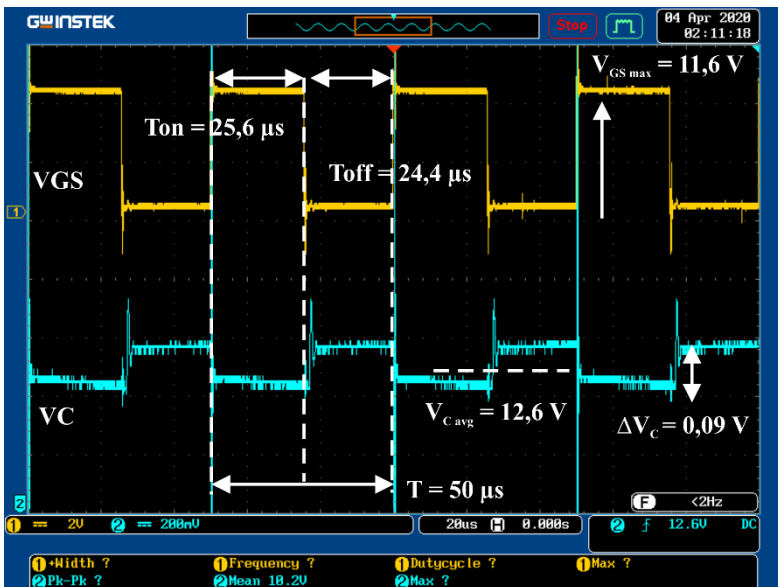 GWINSTEK
Stop
04 Apr 2020
02:11:18
V GS max = 11,6 V
Ton = 25,6 µs
Toff = 24,4 µs
VGS
1
VC
V C avg = 12,6 V
ΔV C = 0,09 V
T = 50 µs
2
F <2Hz
1 2V 2 200mV
20us H 0.000s
2 12.6V DC
1 +Width ?
1 Frequency ?
1 Dutycycle ?
1 Max ?
2 Pk-Pk ?
2 Mean 10.2V
2 Max ?